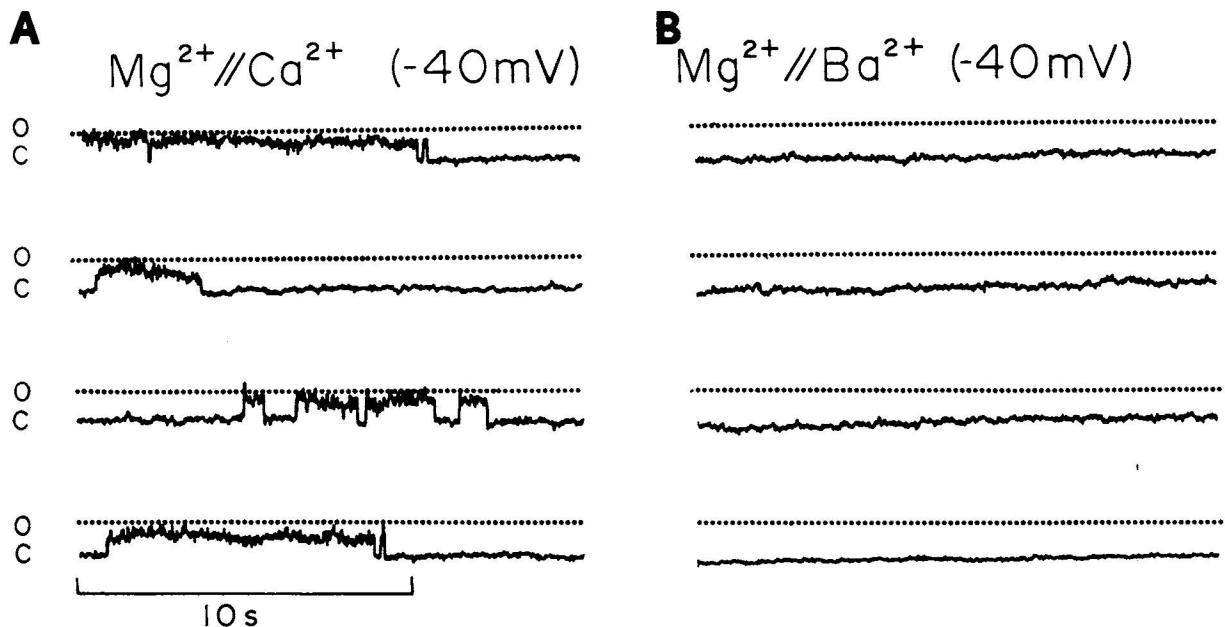 A
Mg²⁺//Ca²⁺ (-40mV)
B
Mg²⁺//Ba²⁺ (-40mV)
O
C
O
C
O
C
O
C
10s